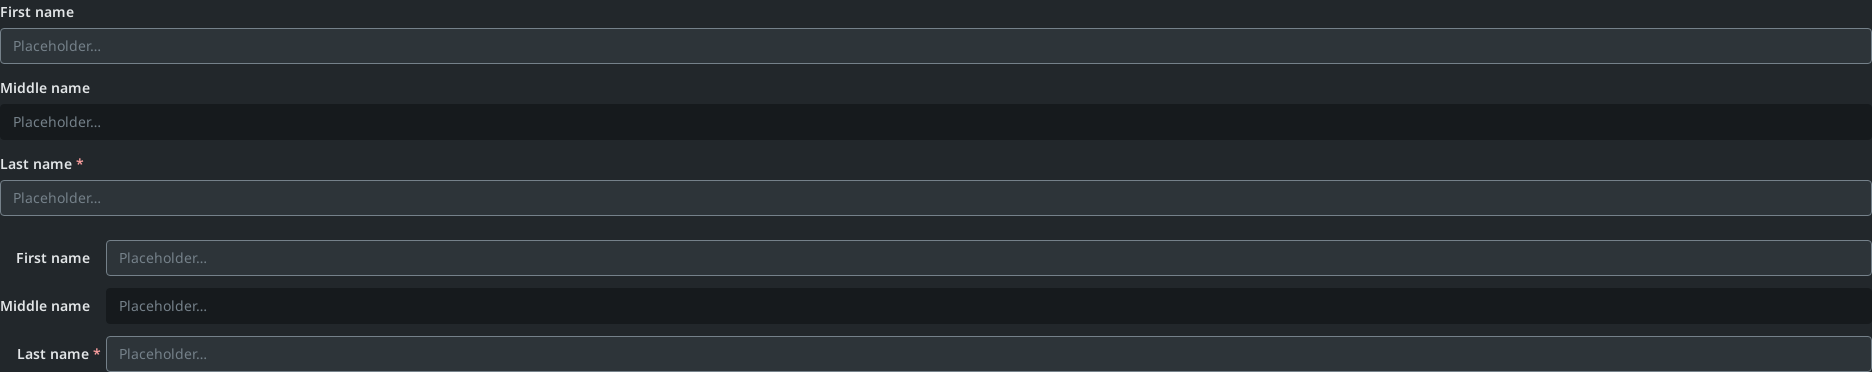 First name
Placeholder...
Middle name
Placeholder...
Last name *
Placeholder...
First name Placeholder...
Middle name Placeholder...
Last name * Placeholder...